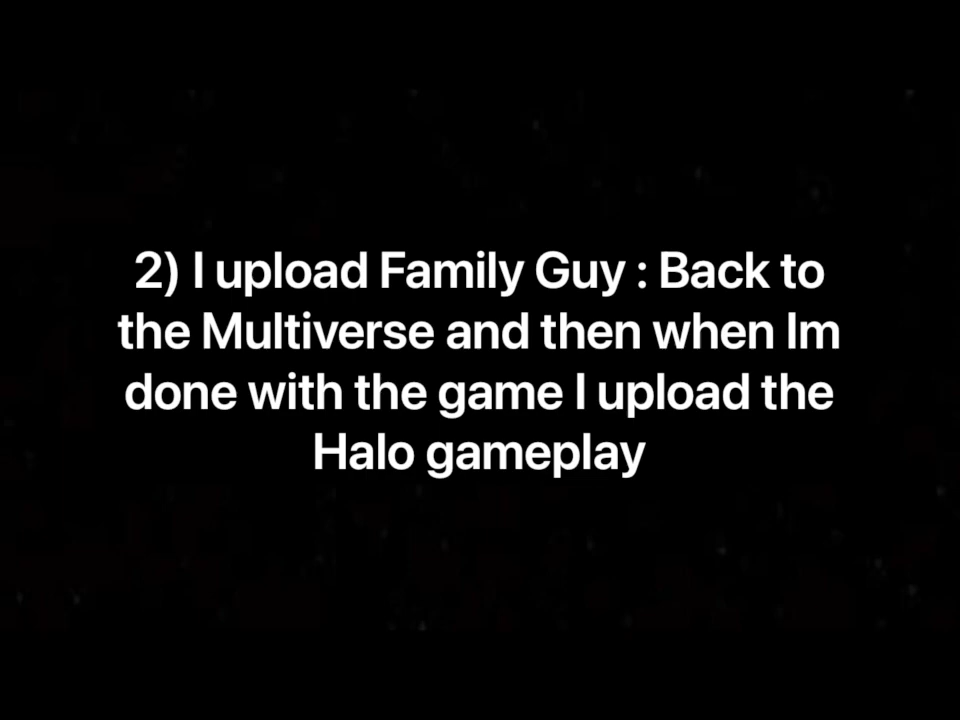 2) I upload Family Guy : Back to
the Multiverse and then when Im
done with the game I upload the
Halo gameplay